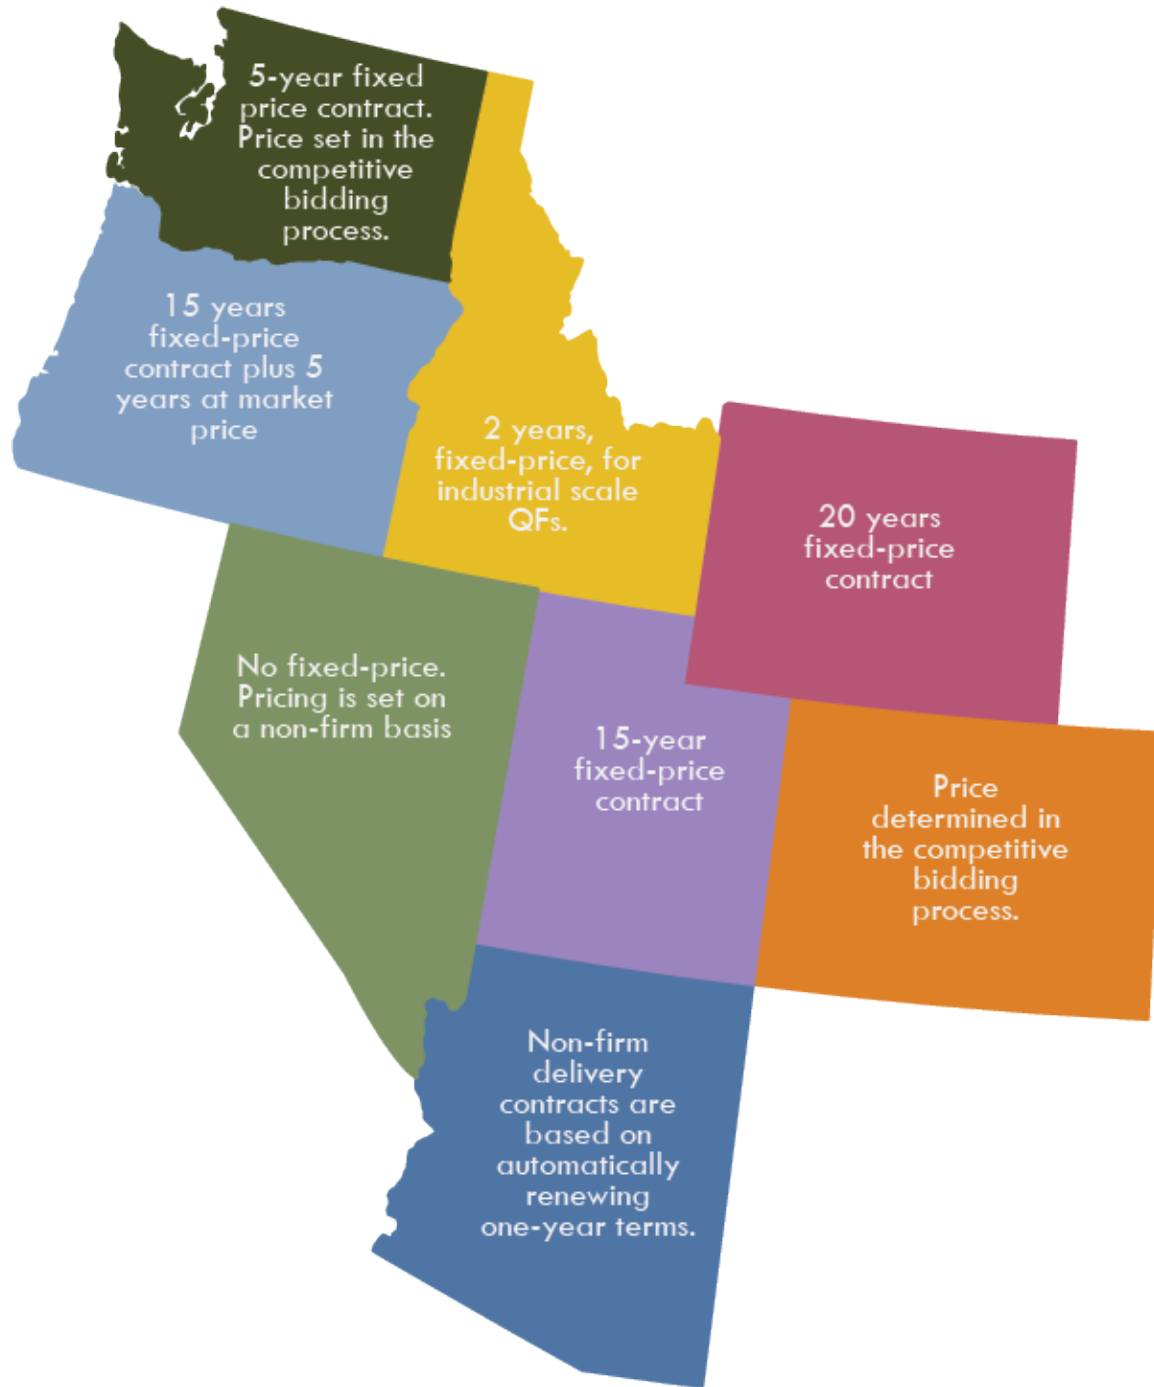 5-year fixed
price contract.
Price set in the
competitive
bidding
process.
15 years
fixed-price
contract plus 5
years at market
price
2 years,
fixed-price, for
industrial scale
QFs.
20 years
fixed-price
contract
No fixed-price.
Pricing is set on
a non-firm basis
15-year
fixed-price
contract
Price
determined in
the competitive
bidding
process.
Non-firm
delivery
contracts are
based on
automatically
renewing
one-year terms.